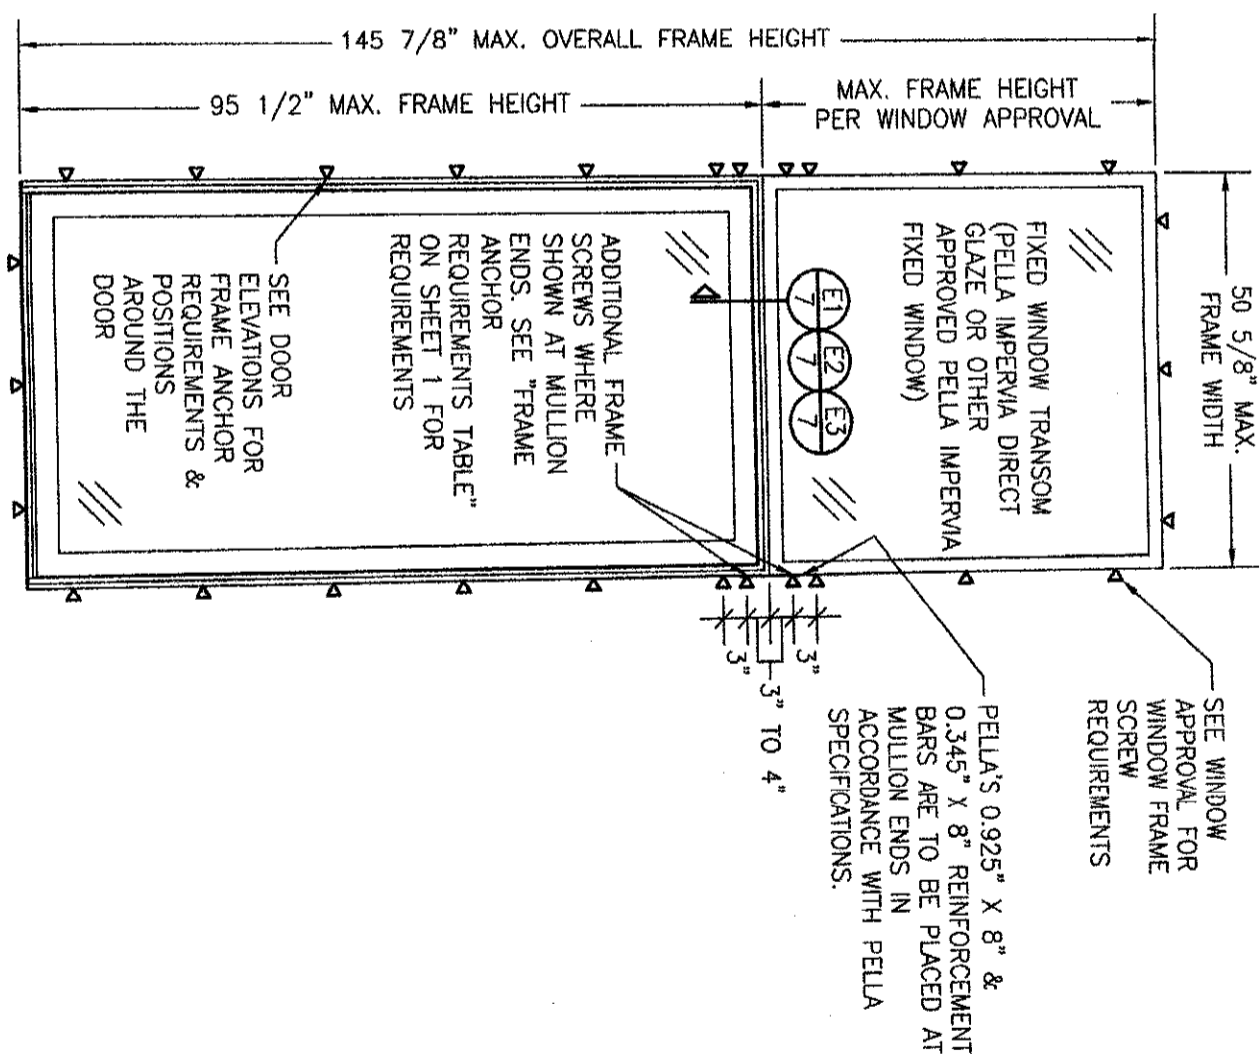 145 7/8" MAX. OVERALL FRAME HEIGHT
95 1/2" MAX. FRAME HEIGHT
MAX. FRAME HEIGHT
PER WINDOW APPROVAL
50 5/8" MAX.
FRAME WIDTH
FIXED WINDOW TRANSOM
(PELLA IMPERVIA DIRECT
GLAZE OR OTHER
APPROVED PELLA IMPERVIA
FIXED WINDOW)
E1
7
E2
7
E3
7
ADDITIONAL FRAME
SCREWS WHERE
SHOWN AT MULLION
ENDS. SEE "FRAME
ANCHOR
REQUIREMENTS TABLE"
ON SHEET 1 FOR
REQUIREMENTS
SEE DOOR
ELEVATIONS FOR
FRAME ANCHOR
REQUIREMENTS &
POSITIONS
AROUND THE
DOOR
SEE WINDOW
APPROVAL FOR
WINDOW FRAME
SCREW
REQUIREMENTS
PELLA'S 0.925" X 8" &
0.345" X 8" REINFORCEMENT
BARS ARE TO BE PLACED AT
MULLION ENDS IN
ACCORDANCE WITH PELLA
SPECIFICATIONS.
3"
3" TO 4"
3"